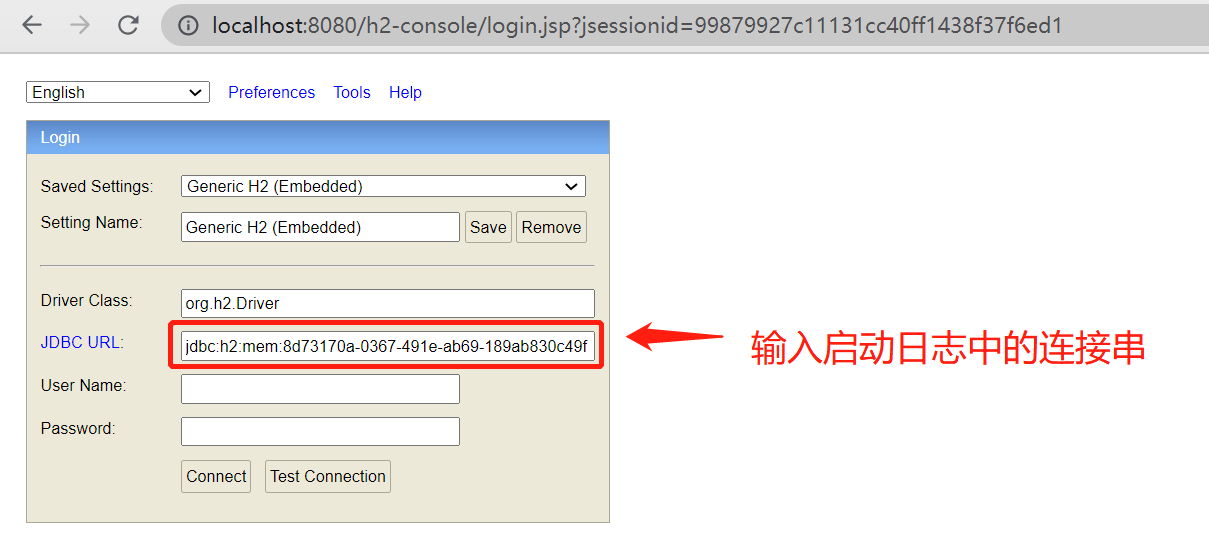 localhost:8080/h2-console/login.jsp?jsessionid=99879927c11131cc40ff1438f37f6ed1
English Preferences Tools Help
Login
Saved Settings: Generic H2 (Embedded)
Setting Name: Generic H2 (Embedded) Save Remove
Driver Class: org.h2.Driver
JDBC URL: jdbc:h2:mem:8d73170a-0367-491e-ab69-189ab830c49f 输入启动日志中的连接串
User Name:
Password:
Connect Test Connection